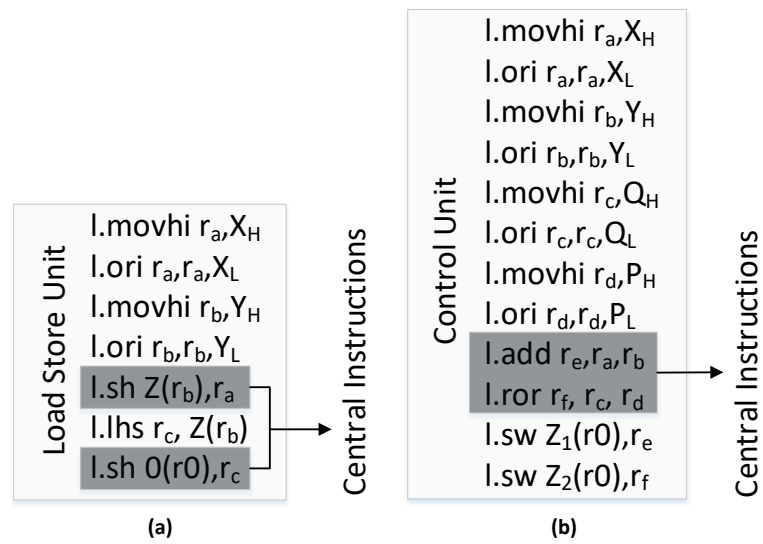 Load Store Unit
l.movhi ra,XH
l.ori ra,ra,XL
l.movhi rb,YH
l.ori rb,rb,YL
l.sh Z(rb),ra
l.lhs rc, Z(rb)
l.sh 0(r0),rc
Central Instructions
(a)
Control Unit
l.movhi ra,XH
l.ori ra,ra,XL
l.movhi rb,YH
l.ori rb,rb,YL
l.movhi rc,QH
l.ori rc,rc,QL
l.movhi rd,PH
l.ori rd,rd,PL
l.add re,ra,rb
l.ror rf, rc, rd
l.sw Z1(r0),re
l.sw Z2(r0),rf
Central Instructions
(b)